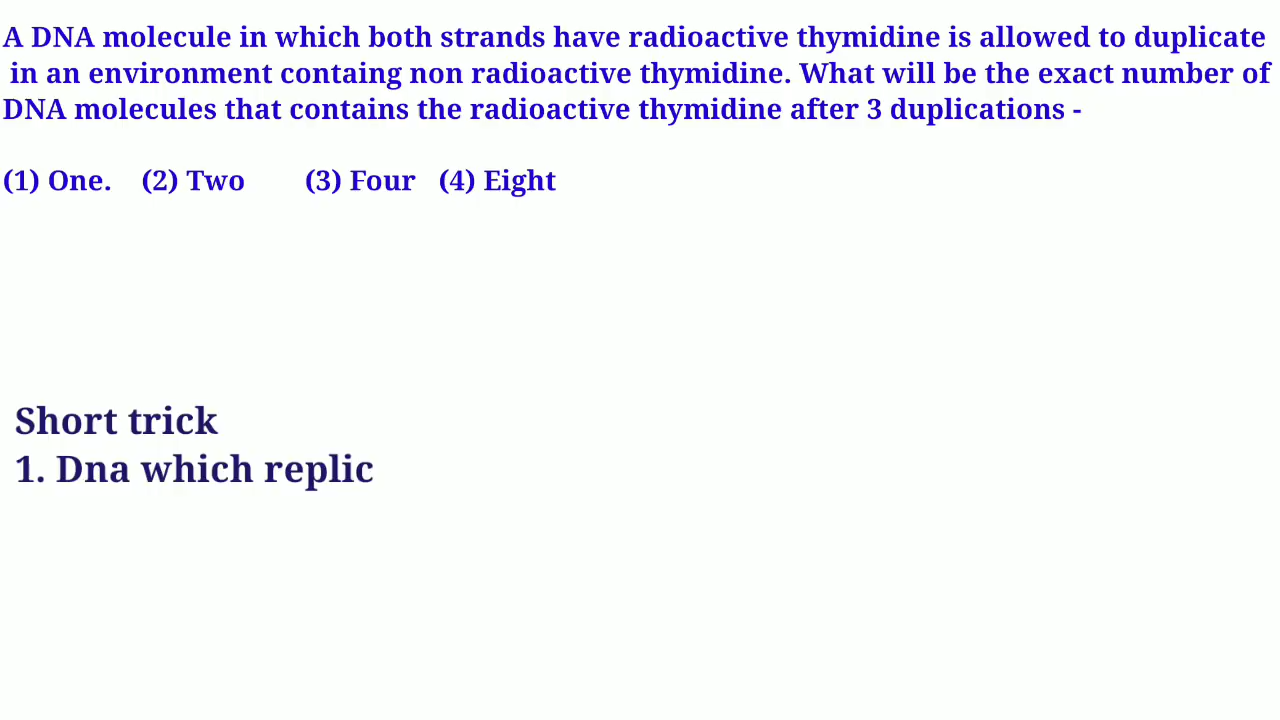 A DNA molecule in which both strands have radioactive thymidine is allowed to duplicate
in an environment containg non radioactive thymidine. What will be the exact number of
DNA molecules that contains the radioactive thymidine after 3 duplications -
(1) One. (2) Two (3) Four (4) Eight
Short trick
1. Dna which replic